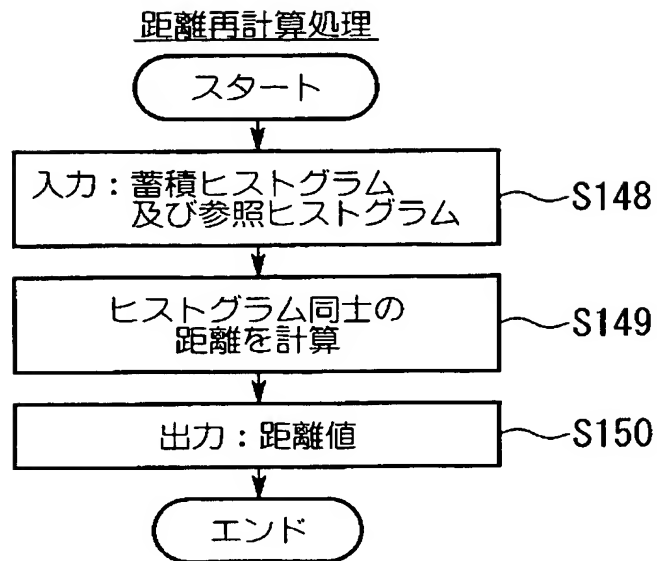 距離再計算処理
スタート
入力：蓄積ヒストグラム
及び参照ヒストグラム
S148
ヒストグラム同士の
距離を計算
S149
出力：距離値
S150
エンド